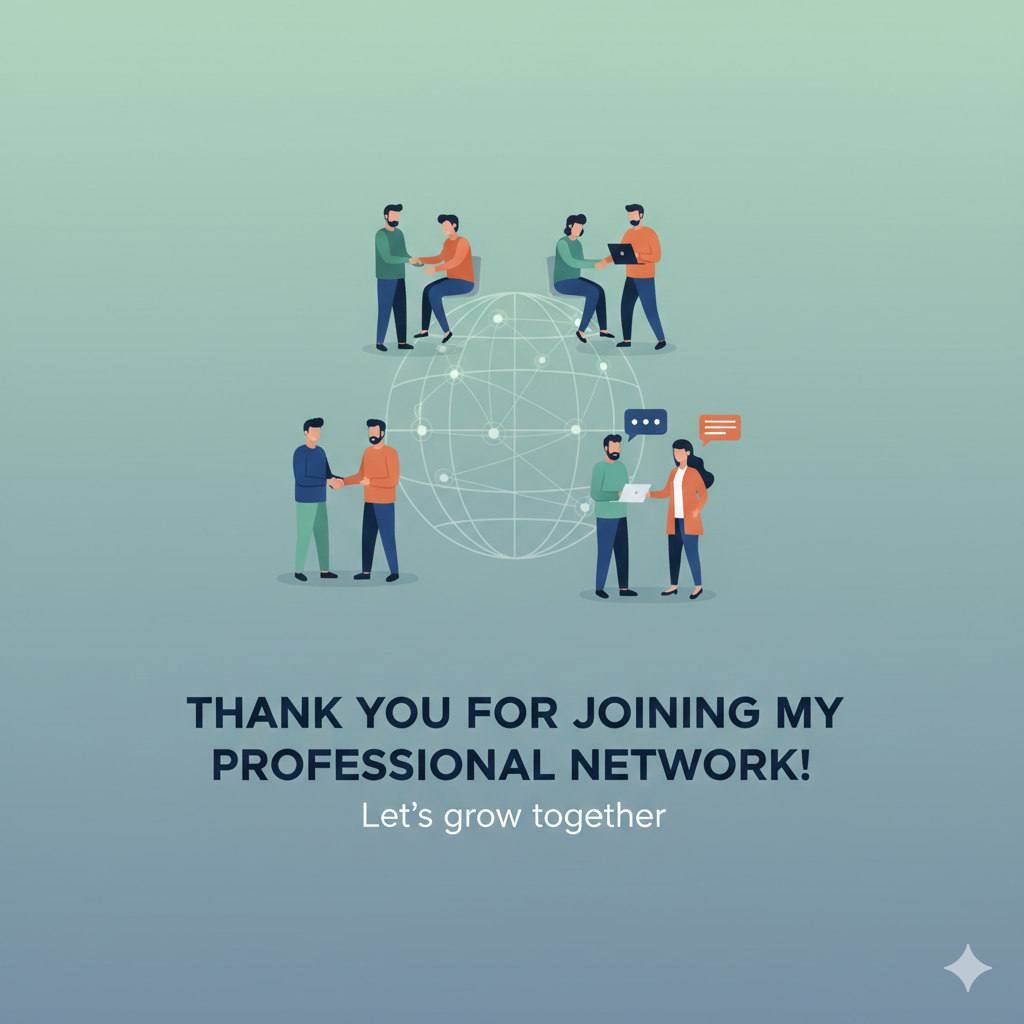 THANK YOU FOR JOINING MY
PROFESSIONAL NETWORK!
Let’s grow together